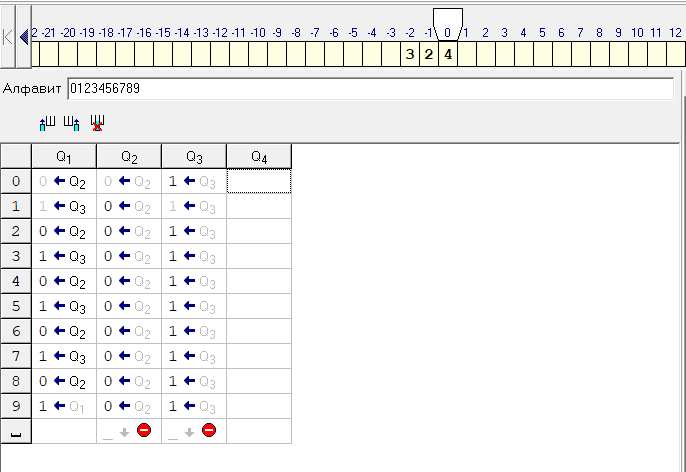 2 -21 -20 -19 -18 -17 -16 -15 -14 -13 -12 -11 -10 -9 -8 -7 -6 -5 -4 -3 -2 -1 0 1 2 3 4 5 6 7 8 9 10 11 12
3 2 4
Алфавит 0123456789
Q1 Q2 Q3 Q4
0 0 ← Q2 0 ← Q2 1 ← Q3
1 1 ← Q3 0 ← Q2 1 ← Q3
2 0 ← Q2 0 ← Q2 1 ← Q3
3 1 ← Q3 0 ← Q2 1 ← Q3
4 0 ← Q2 0 ← Q2 1 ← Q3
5 1 ← Q3 0 ← Q2 1 ← Q3
6 0 ← Q2 0 ← Q2 1 ← Q3
7 1 ← Q3 0 ← Q2 1 ← Q3
8 0 ← Q2 0 ← Q2 1 ← Q3
9 1 ← Q1 0 ← Q2 1 ← Q3
␣ _ ↓ _ ↓